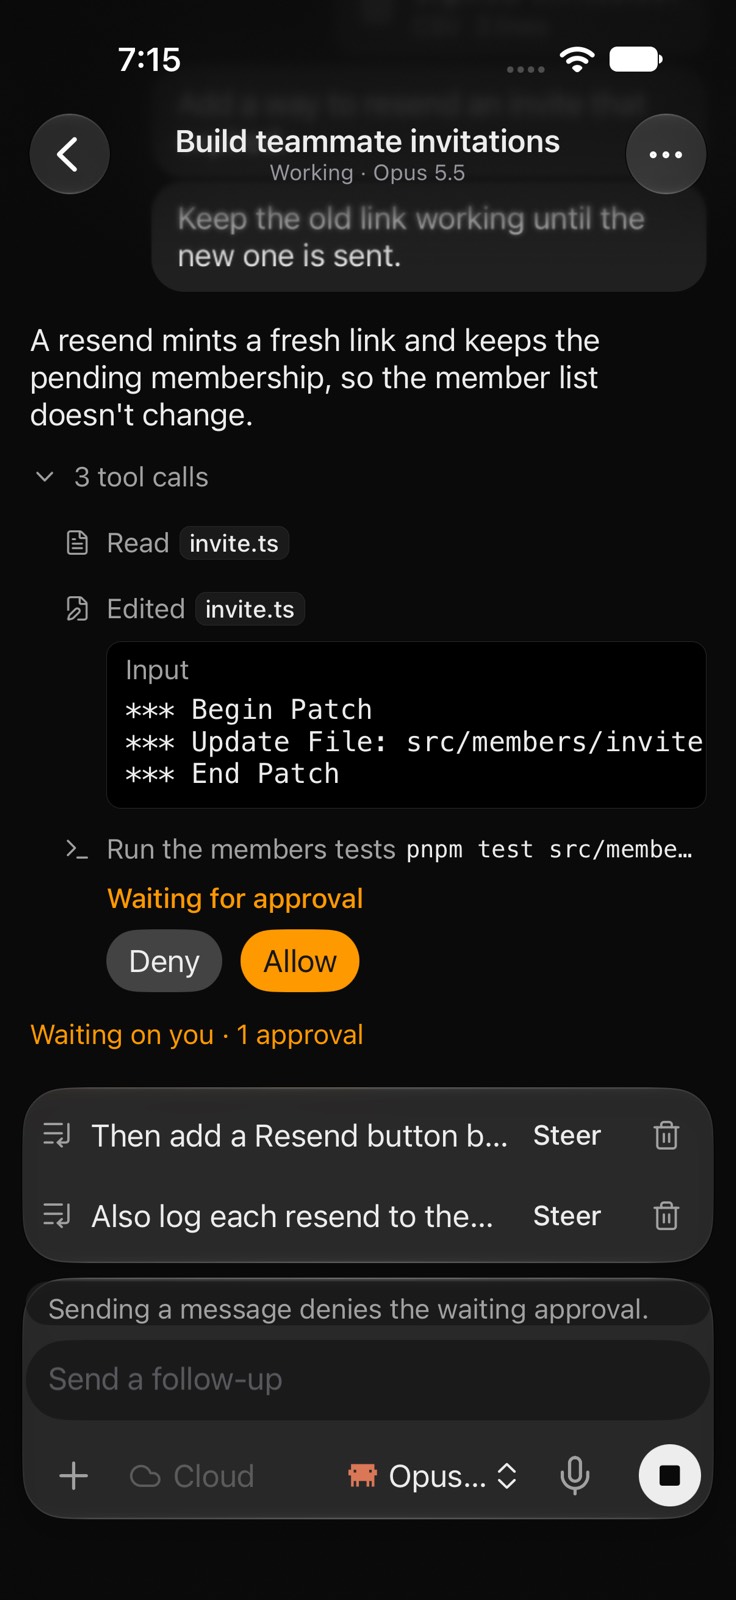 7:15
Build teammate invitations
Working · Opus 5.5
Keep the old link working until the
new one is sent.
A resend mints a fresh link and keeps the
pending membership, so the member list
doesn't change.
3 tool calls
Read invite.ts
Edited invite.ts
Input
*** Begin Patch
*** Update File: src/members/invite
*** End Patch
Run the members tests pnpm test src/membe…
Waiting for approval
Deny Allow
Waiting on you · 1 approval
Then add a Resend button b... Steer
Also log each resend to the... Steer
Sending a message denies the waiting approval.
Send a follow-up
Cloud Opus...